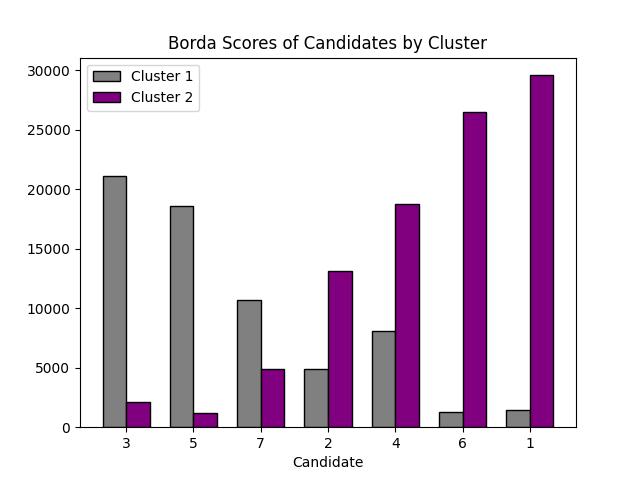 Borda Scores of Candidates by Cluster
Cluster 1
Cluster 2
30000
25000
20000
15000
10000
5000
0
3 5 7 2 4 6 1
Candidate